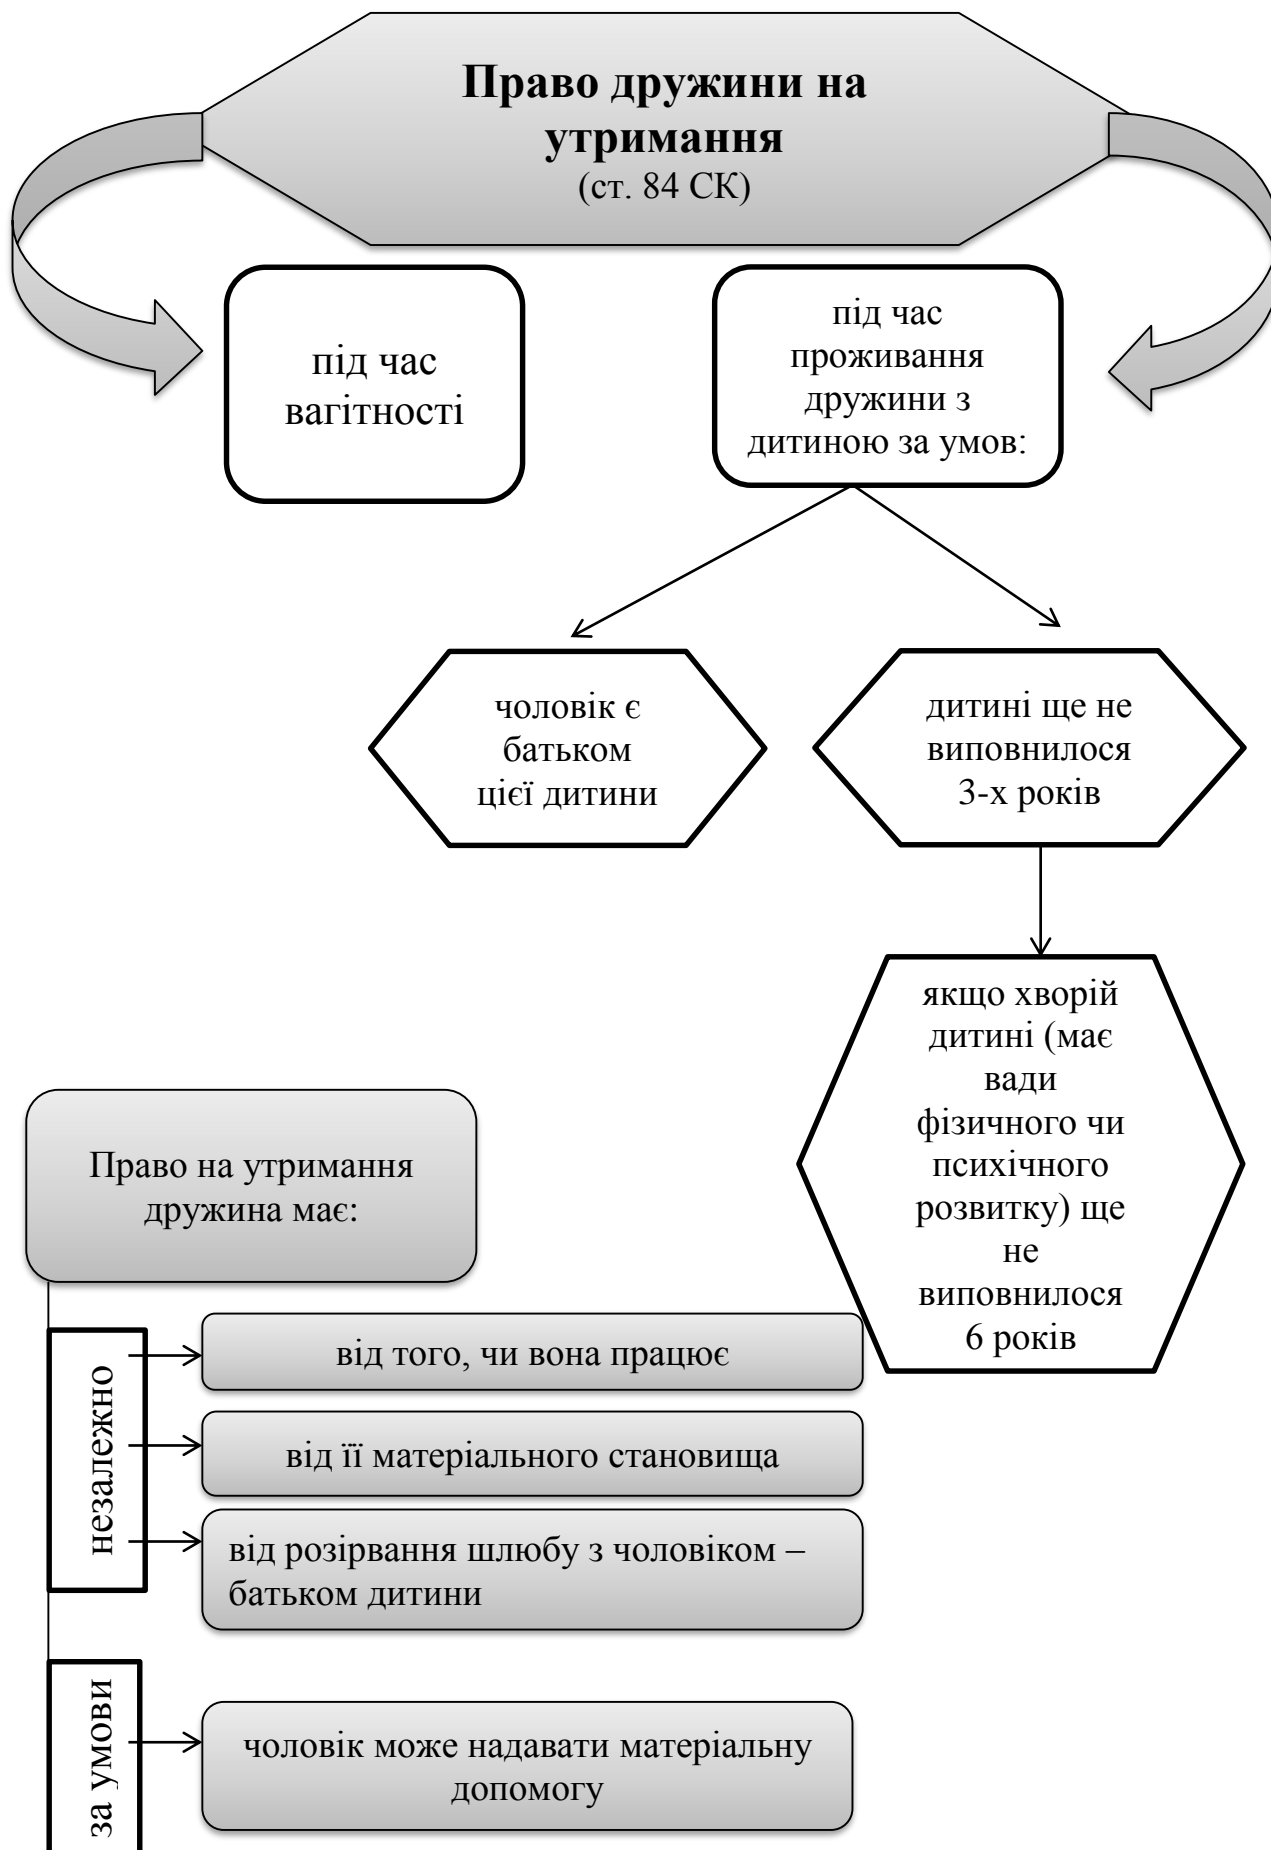 Право дружини на
утримання
(ст. 84 СК)
під час
вагітності
під час
проживання
дружини з
дитиною за умов:
чоловік є
батьком
цієї дитини
дитині ще не
виповнилося
3-х років
якщо хворій
дитині (має
вади
фізичного чи
психічного
розвитку) ще
не
виповнилося
6 років
Право на утримання
дружина має:
незалежно
від того, чи вона працює
від її матеріального становища
від розірвання шлюбу з чоловіком –
батьком дитини
за умови
чоловік може надавати матеріальну
допомогу